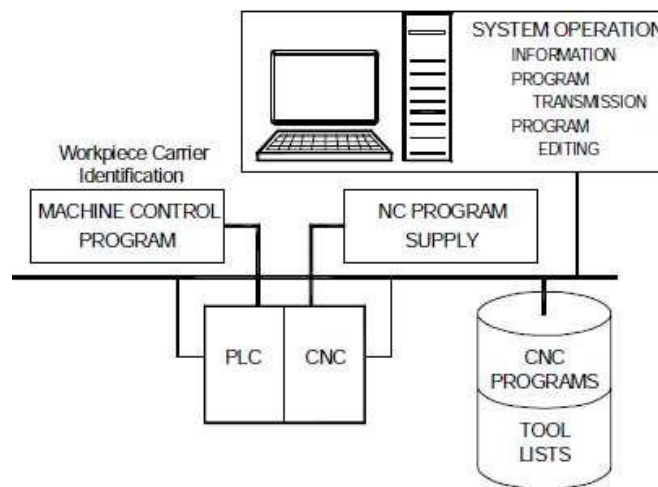 SYSTEM OPERATION
INFORMATION
PROGRAM
TRANSMISSION
PROGRAM
EDITING
Workpiece Carrier
Identification
MACHINE CONTROL
PROGRAM
NC PROGRAM
SUPPLY
PLC
CNC
CNC
PROGRAMS
TOOL
LISTS